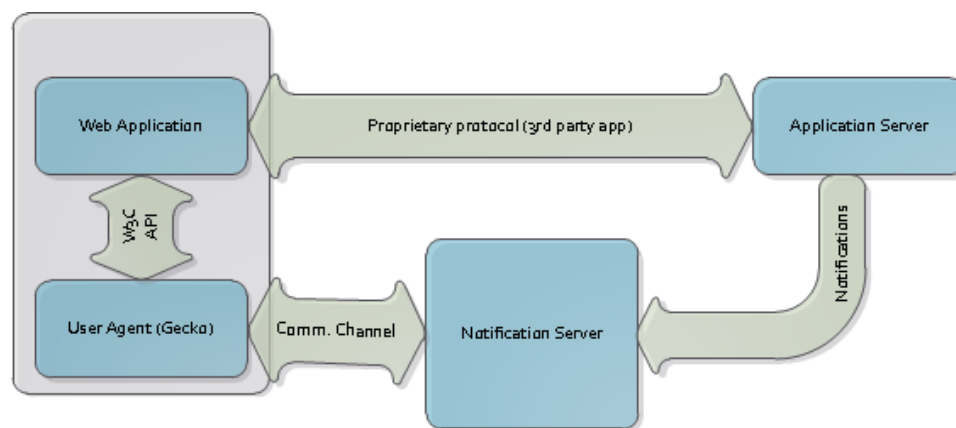 Web Application
Proprietary protocol (3rd party app)
Application Server
W3C
API
Notifications
User Agent (Gecko)
Comm. Channel
Notification Server